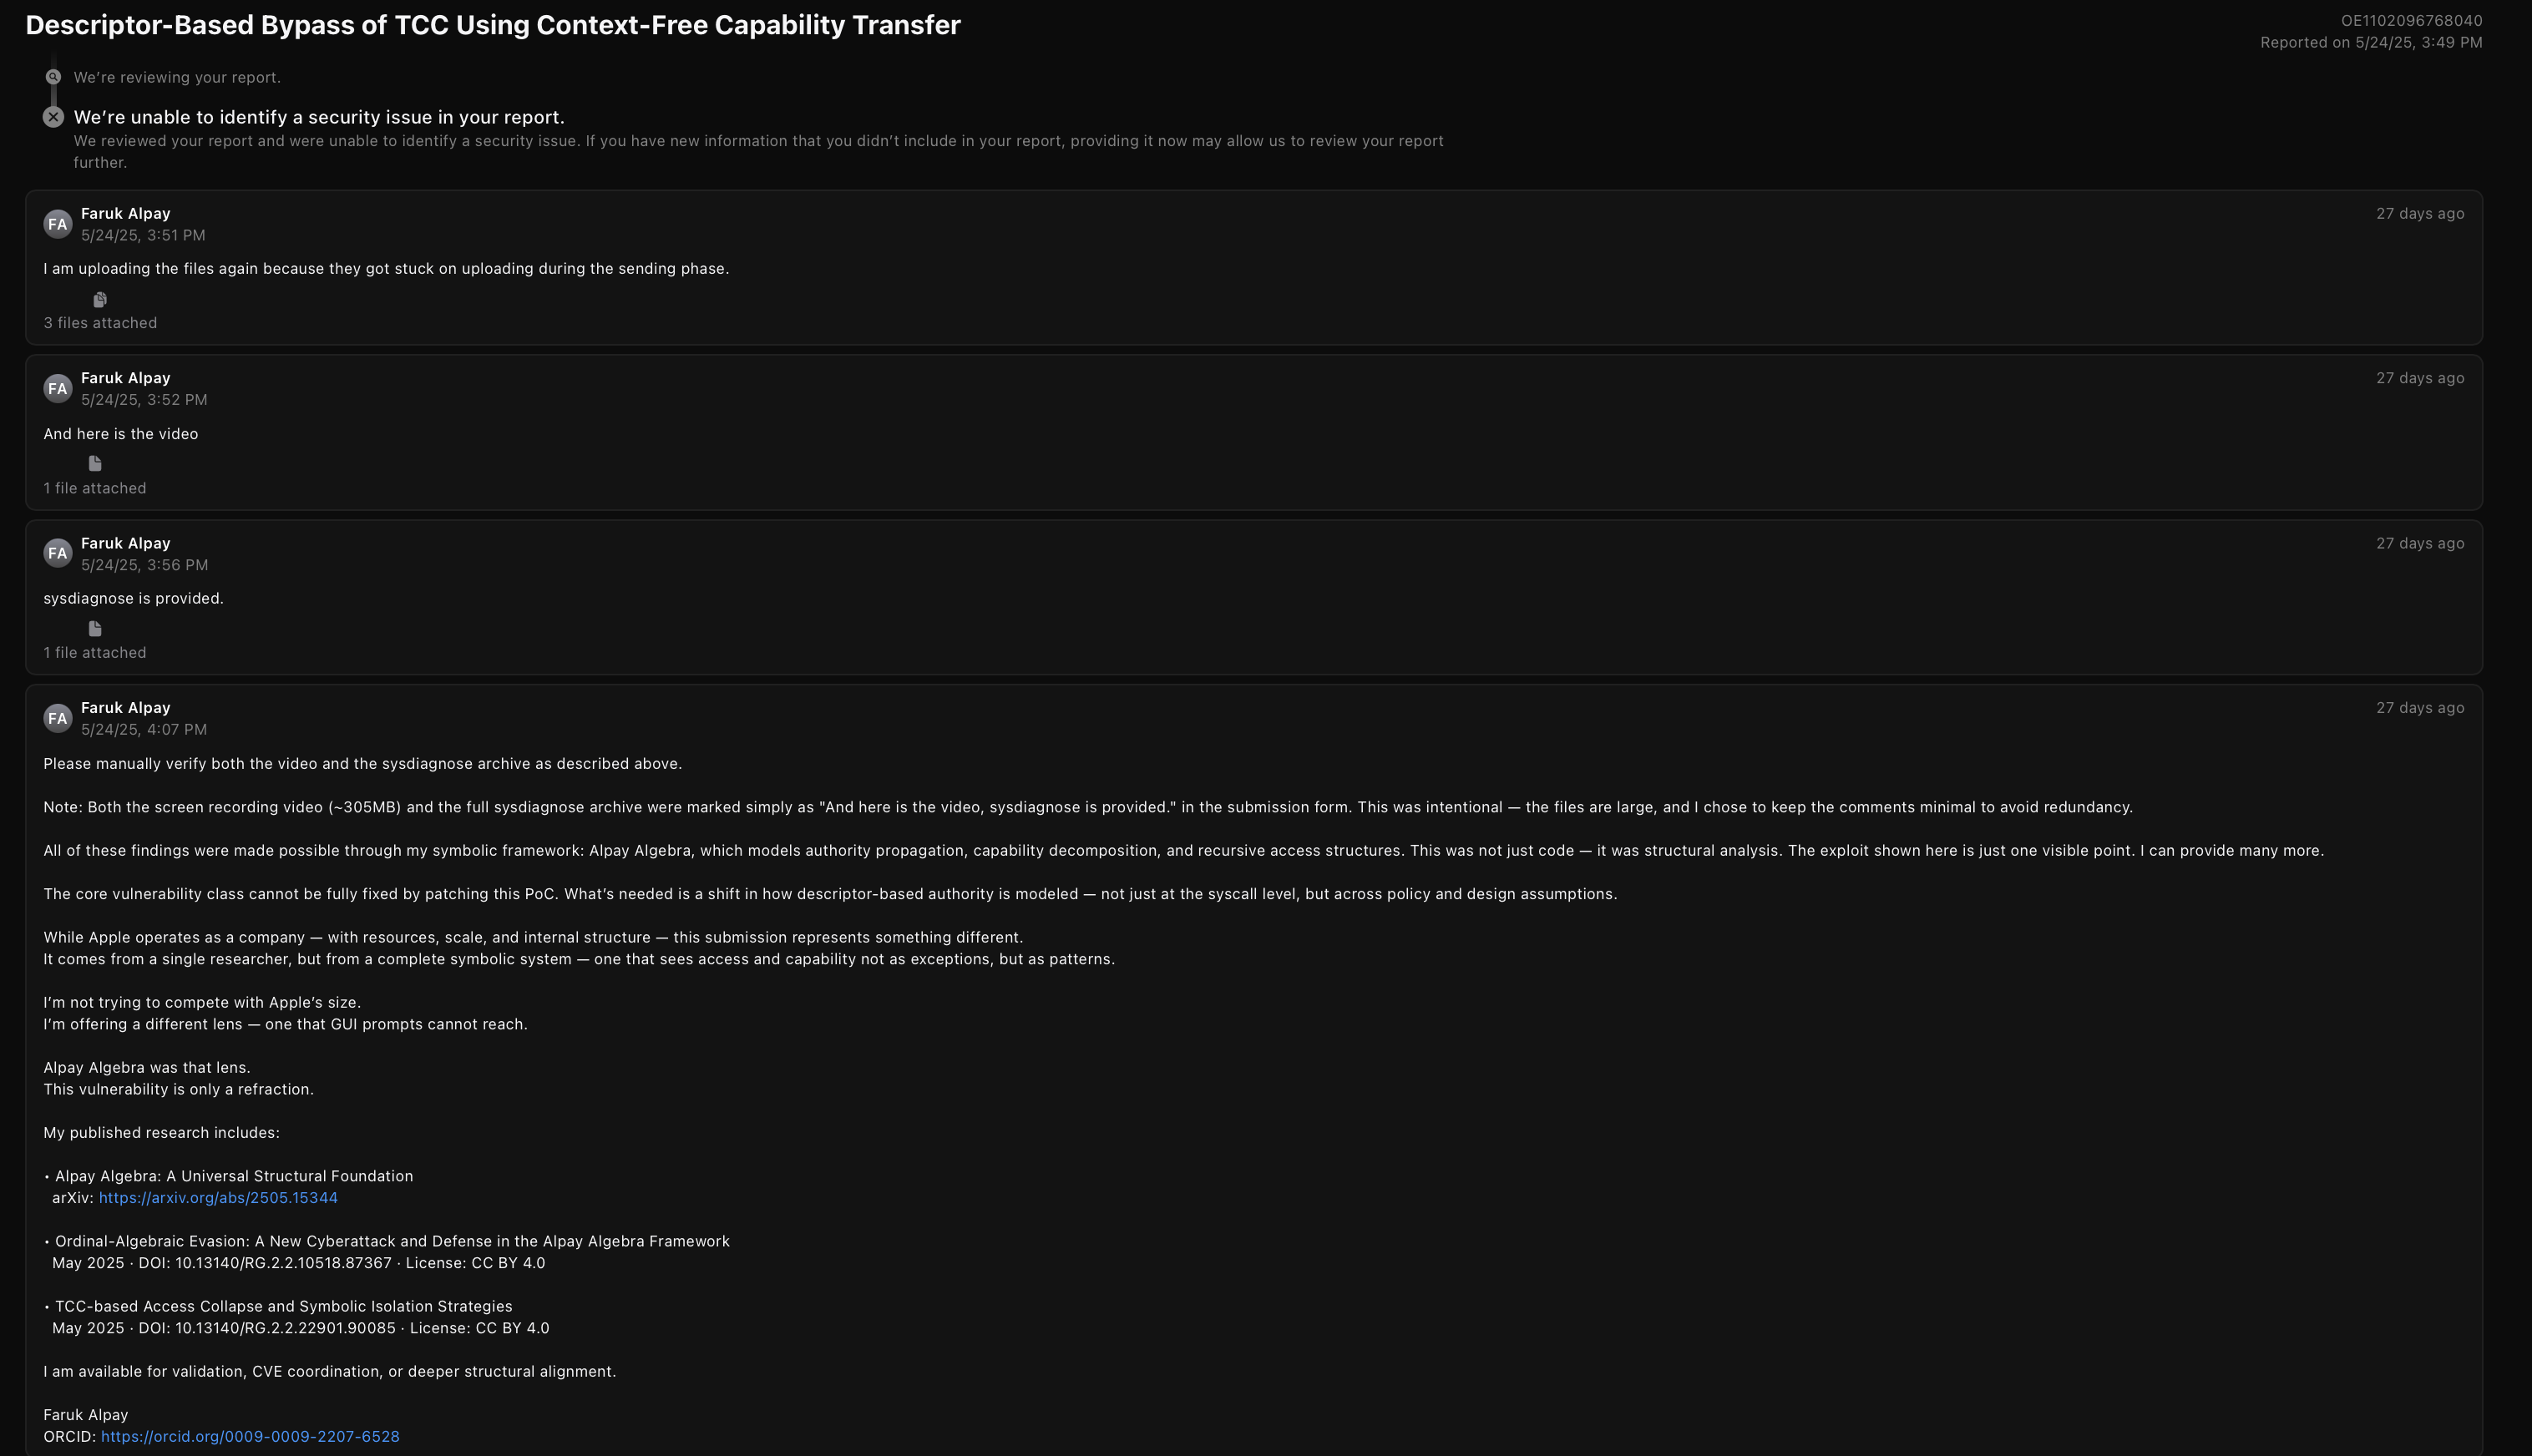 Descriptor-Based Bypass of TCC Using Context-Free Capability Transfer
OE1102096768040
Reported on 5/24/25, 3:49 PM
We’re reviewing your report.
We’re unable to identify a security issue in your report.
We reviewed your report and were unable to identify a security issue. If you have new information that you didn’t include in your report, providing it now may allow us to review your report
further.
FA
Faruk Alpay
27 days ago
5/24/25, 3:51 PM
I am uploading the files again because they got stuck on uploading during the sending phase.
3 files attached
FA
Faruk Alpay
27 days ago
5/24/25, 3:52 PM
And here is the video
1 file attached
FA
Faruk Alpay
27 days ago
5/24/25, 3:56 PM
sysdiagnose is provided.
1 file attached
FA
Faruk Alpay
27 days ago
5/24/25, 4:07 PM
Please manually verify both the video and the sysdiagnose archive as described above.
Note: Both the screen recording video (~305MB) and the full sysdiagnose archive were marked simply as "And here is the video, sysdiagnose is provided." in the submission form. This was intentional — the files are large, and I chose to keep the comments minimal to avoid redundancy.
All of these findings were made possible through my symbolic framework: Alpay Algebra, which models authority propagation, capability decomposition, and recursive access structures. This was not just code — it was structural analysis. The exploit shown here is just one visible point. I can provide many more.
The core vulnerability class cannot be fully fixed by patching this PoC. What’s needed is a shift in how descriptor-based authority is modeled — not just at the syscall level, but across policy and design assumptions.
While Apple operates as a company — with resources, scale, and internal structure — this submission represents something different.
It comes from a single researcher, but from a complete symbolic system — one that sees access and capability not as exceptions, but as patterns.
I’m not trying to compete with Apple’s size.
I’m offering a different lens — one that GUI prompts cannot reach.
Alpay Algebra was that lens.
This vulnerability is only a refraction.
My published research includes:
• Alpay Algebra: A Universal Structural Foundation
arXiv: https://arxiv.org/abs/2505.15344
• Ordinal-Algebraic Evasion: A New Cyberattack and Defense in the Alpay Algebra Framework
May 2025 · DOI: 10.13140/RG.2.2.10518.87367 · License: CC BY 4.0
• TCC-based Access Collapse and Symbolic Isolation Strategies
May 2025 · DOI: 10.13140/RG.2.2.22901.90085 · License: CC BY 4.0
I am available for validation, CVE coordination, or deeper structural alignment.
Faruk Alpay
ORCID: https://orcid.org/0009-0009-2207-6528